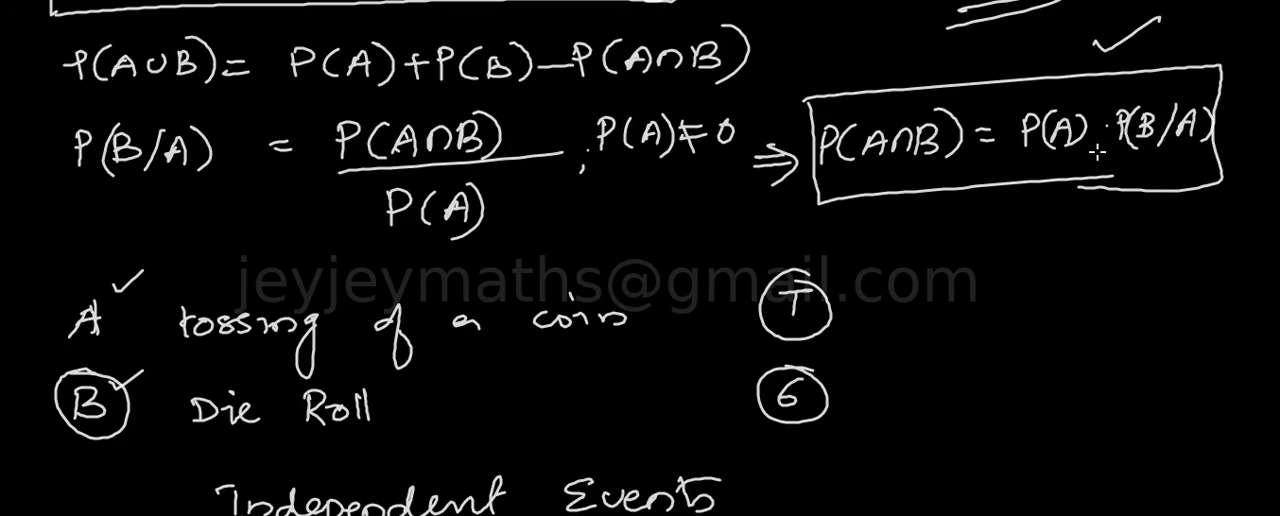 P(A∪B) = P(A)+P(B)−P(A∩B)
P(B/A) = P(A∩B) / P(A) ; P(A)≠0 ⇒ P(A∩B) = P(A) . P(B/A)
jeyjeymaths@gmail.com
A tossing of a coin T
B Die Roll 6
Independent Events